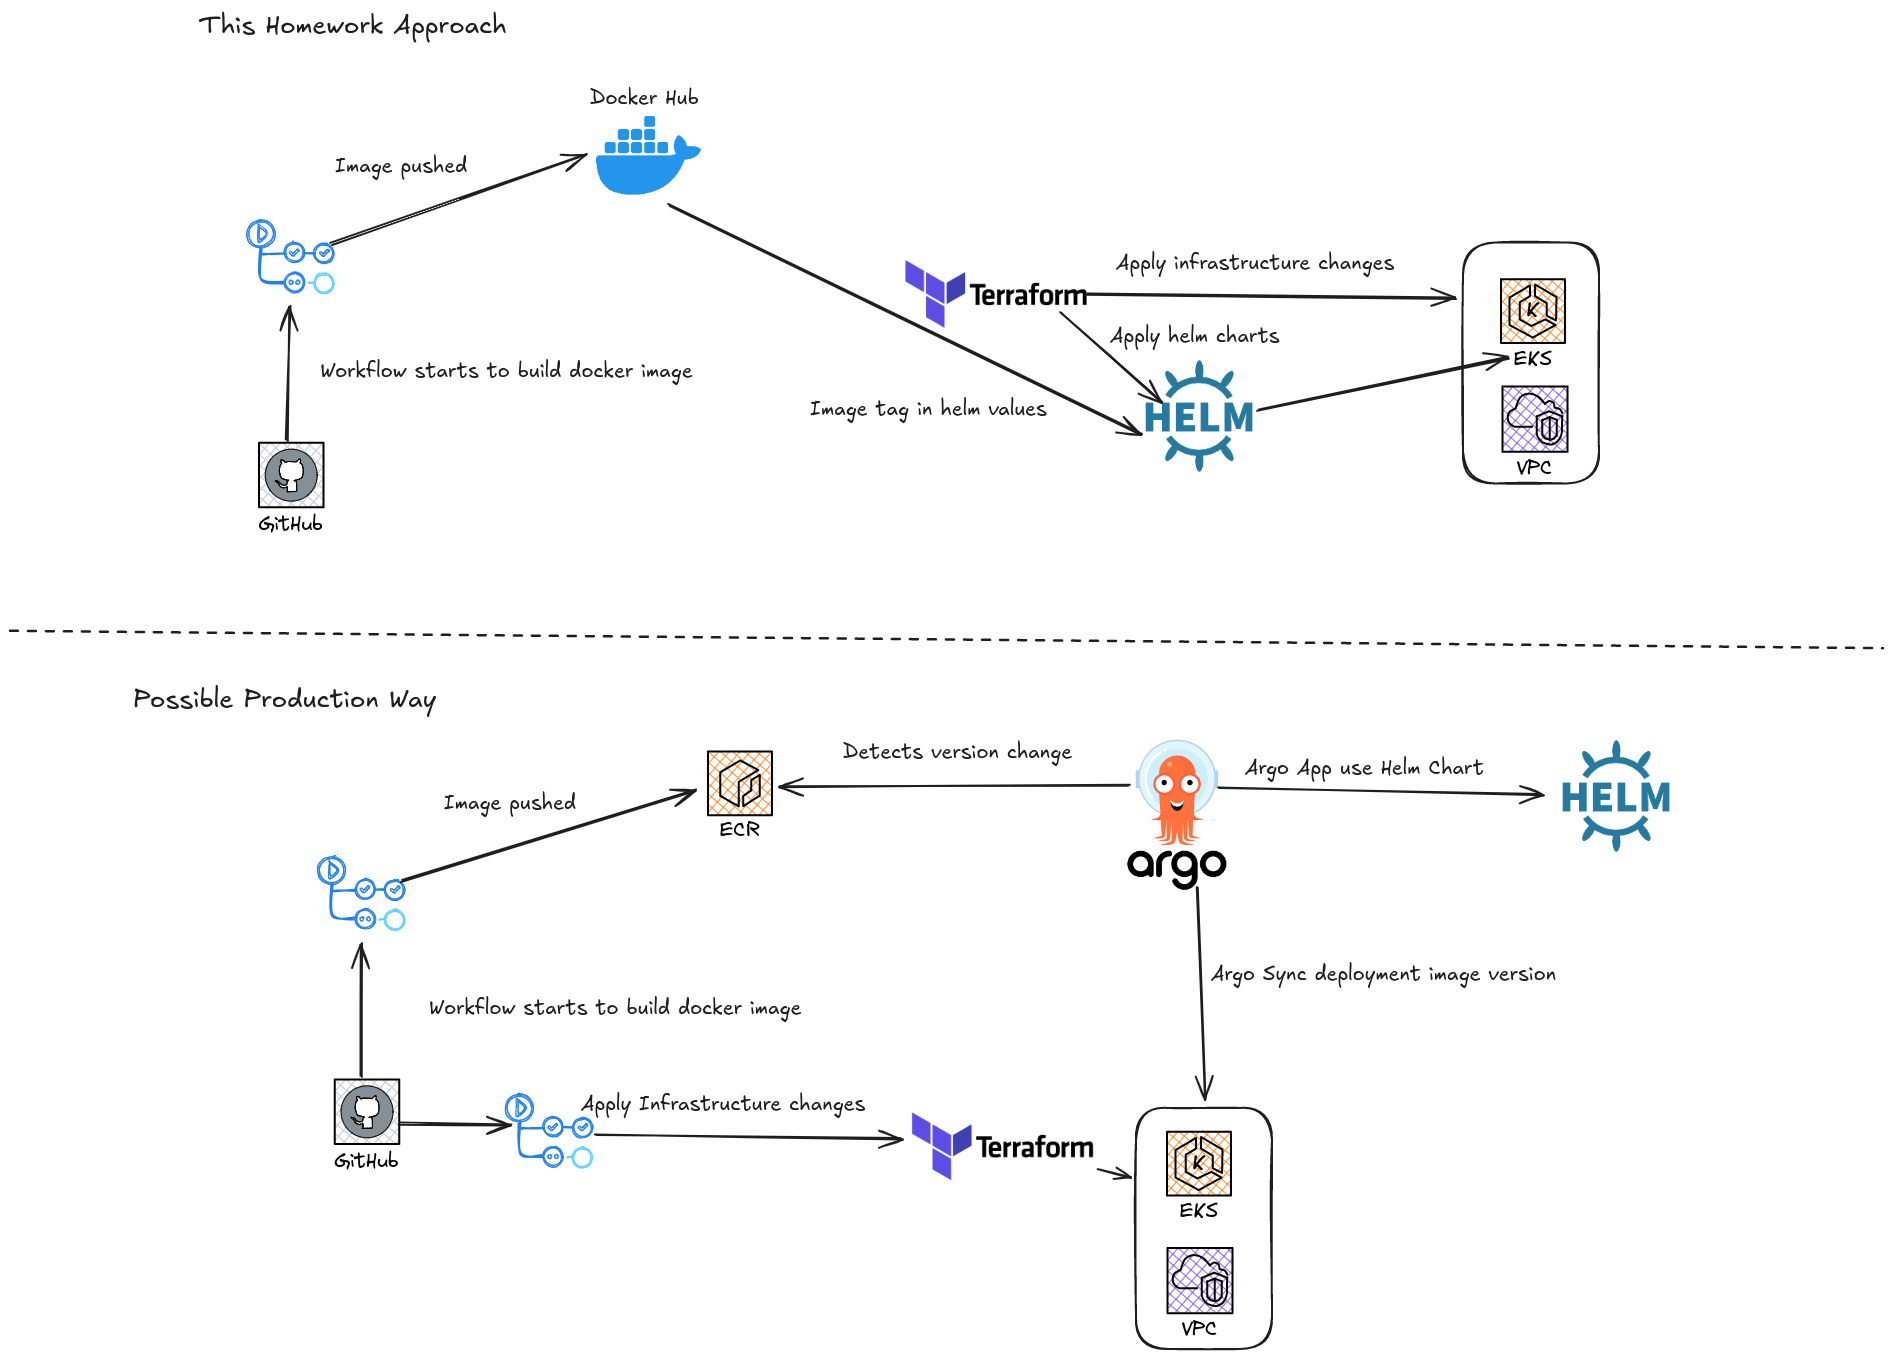 This Homework Approach
Docker Hub
Image pushed
Apply infrastructure changes
Terraform
Apply helm charts
EKS
Workflow starts to build docker image
Image tag in helm values
HELM
VPC
GitHub
Possible Production Way
Detects version change
Argo App use Helm Chart
Image pushed
HELM
ECR
argo
Argo Sync deployment image version
Workflow starts to build docker image
Apply Infrastructure changes
Terraform
GitHub
EKS
VPC